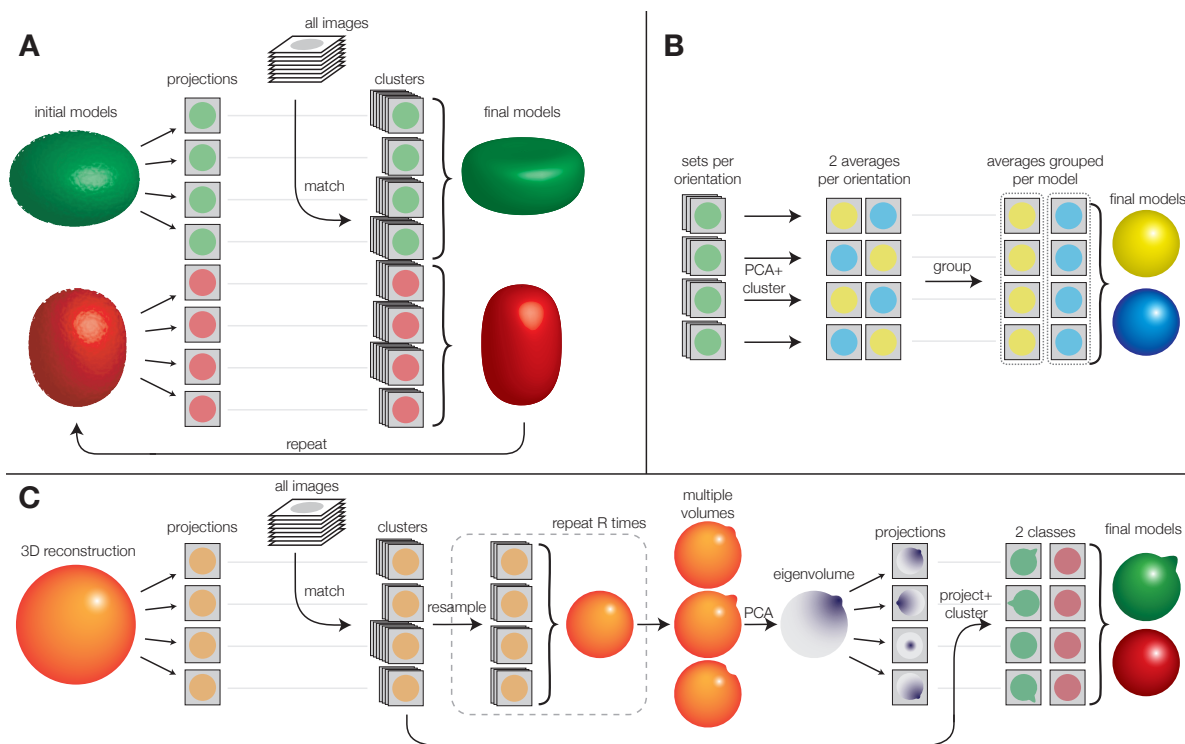 A
all images
projections
clusters
initial models
final models
match
repeat
B
sets per
orientation
2 averages
per orientation
averages grouped
per model
final models
PCA+
cluster
group
C
all images
projections
clusters
3D reconstruction
match
resample
repeat R times
multiple
volumes
PCA
eigenvolume
projections
project+
cluster
2 classes
final models